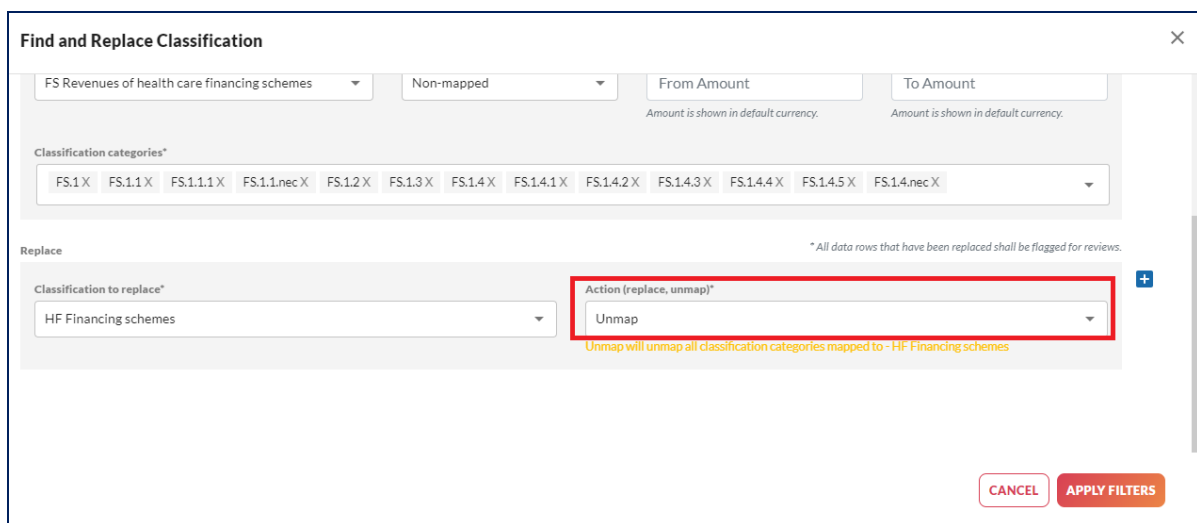 Find and Replace Classification
×
FS Revenues of health care financing schemes
Non-mapped
From Amount
To Amount
Amount is shown in default currency.
Amount is shown in default currency.
Classification categories*
FS.1 X FS.1.1 X FS.1.1.1 X FS.1.1.nec X FS.1.2 X FS.1.3 X FS.1.4 X FS.1.4.1 X FS.1.4.2 X FS.1.4.3 X FS.1.4.4 X FS.1.4.5 X FS.1.4.nec X
Replace
* All data rows that have been replaced shall be flagged for reviews.
Classification to replace*
Action (replace, unmap)*
HF Financing schemes
Unmap
Unmap will unmap all classification categories mapped to - HF Financing schemes
CANCEL
APPLY FILTERS